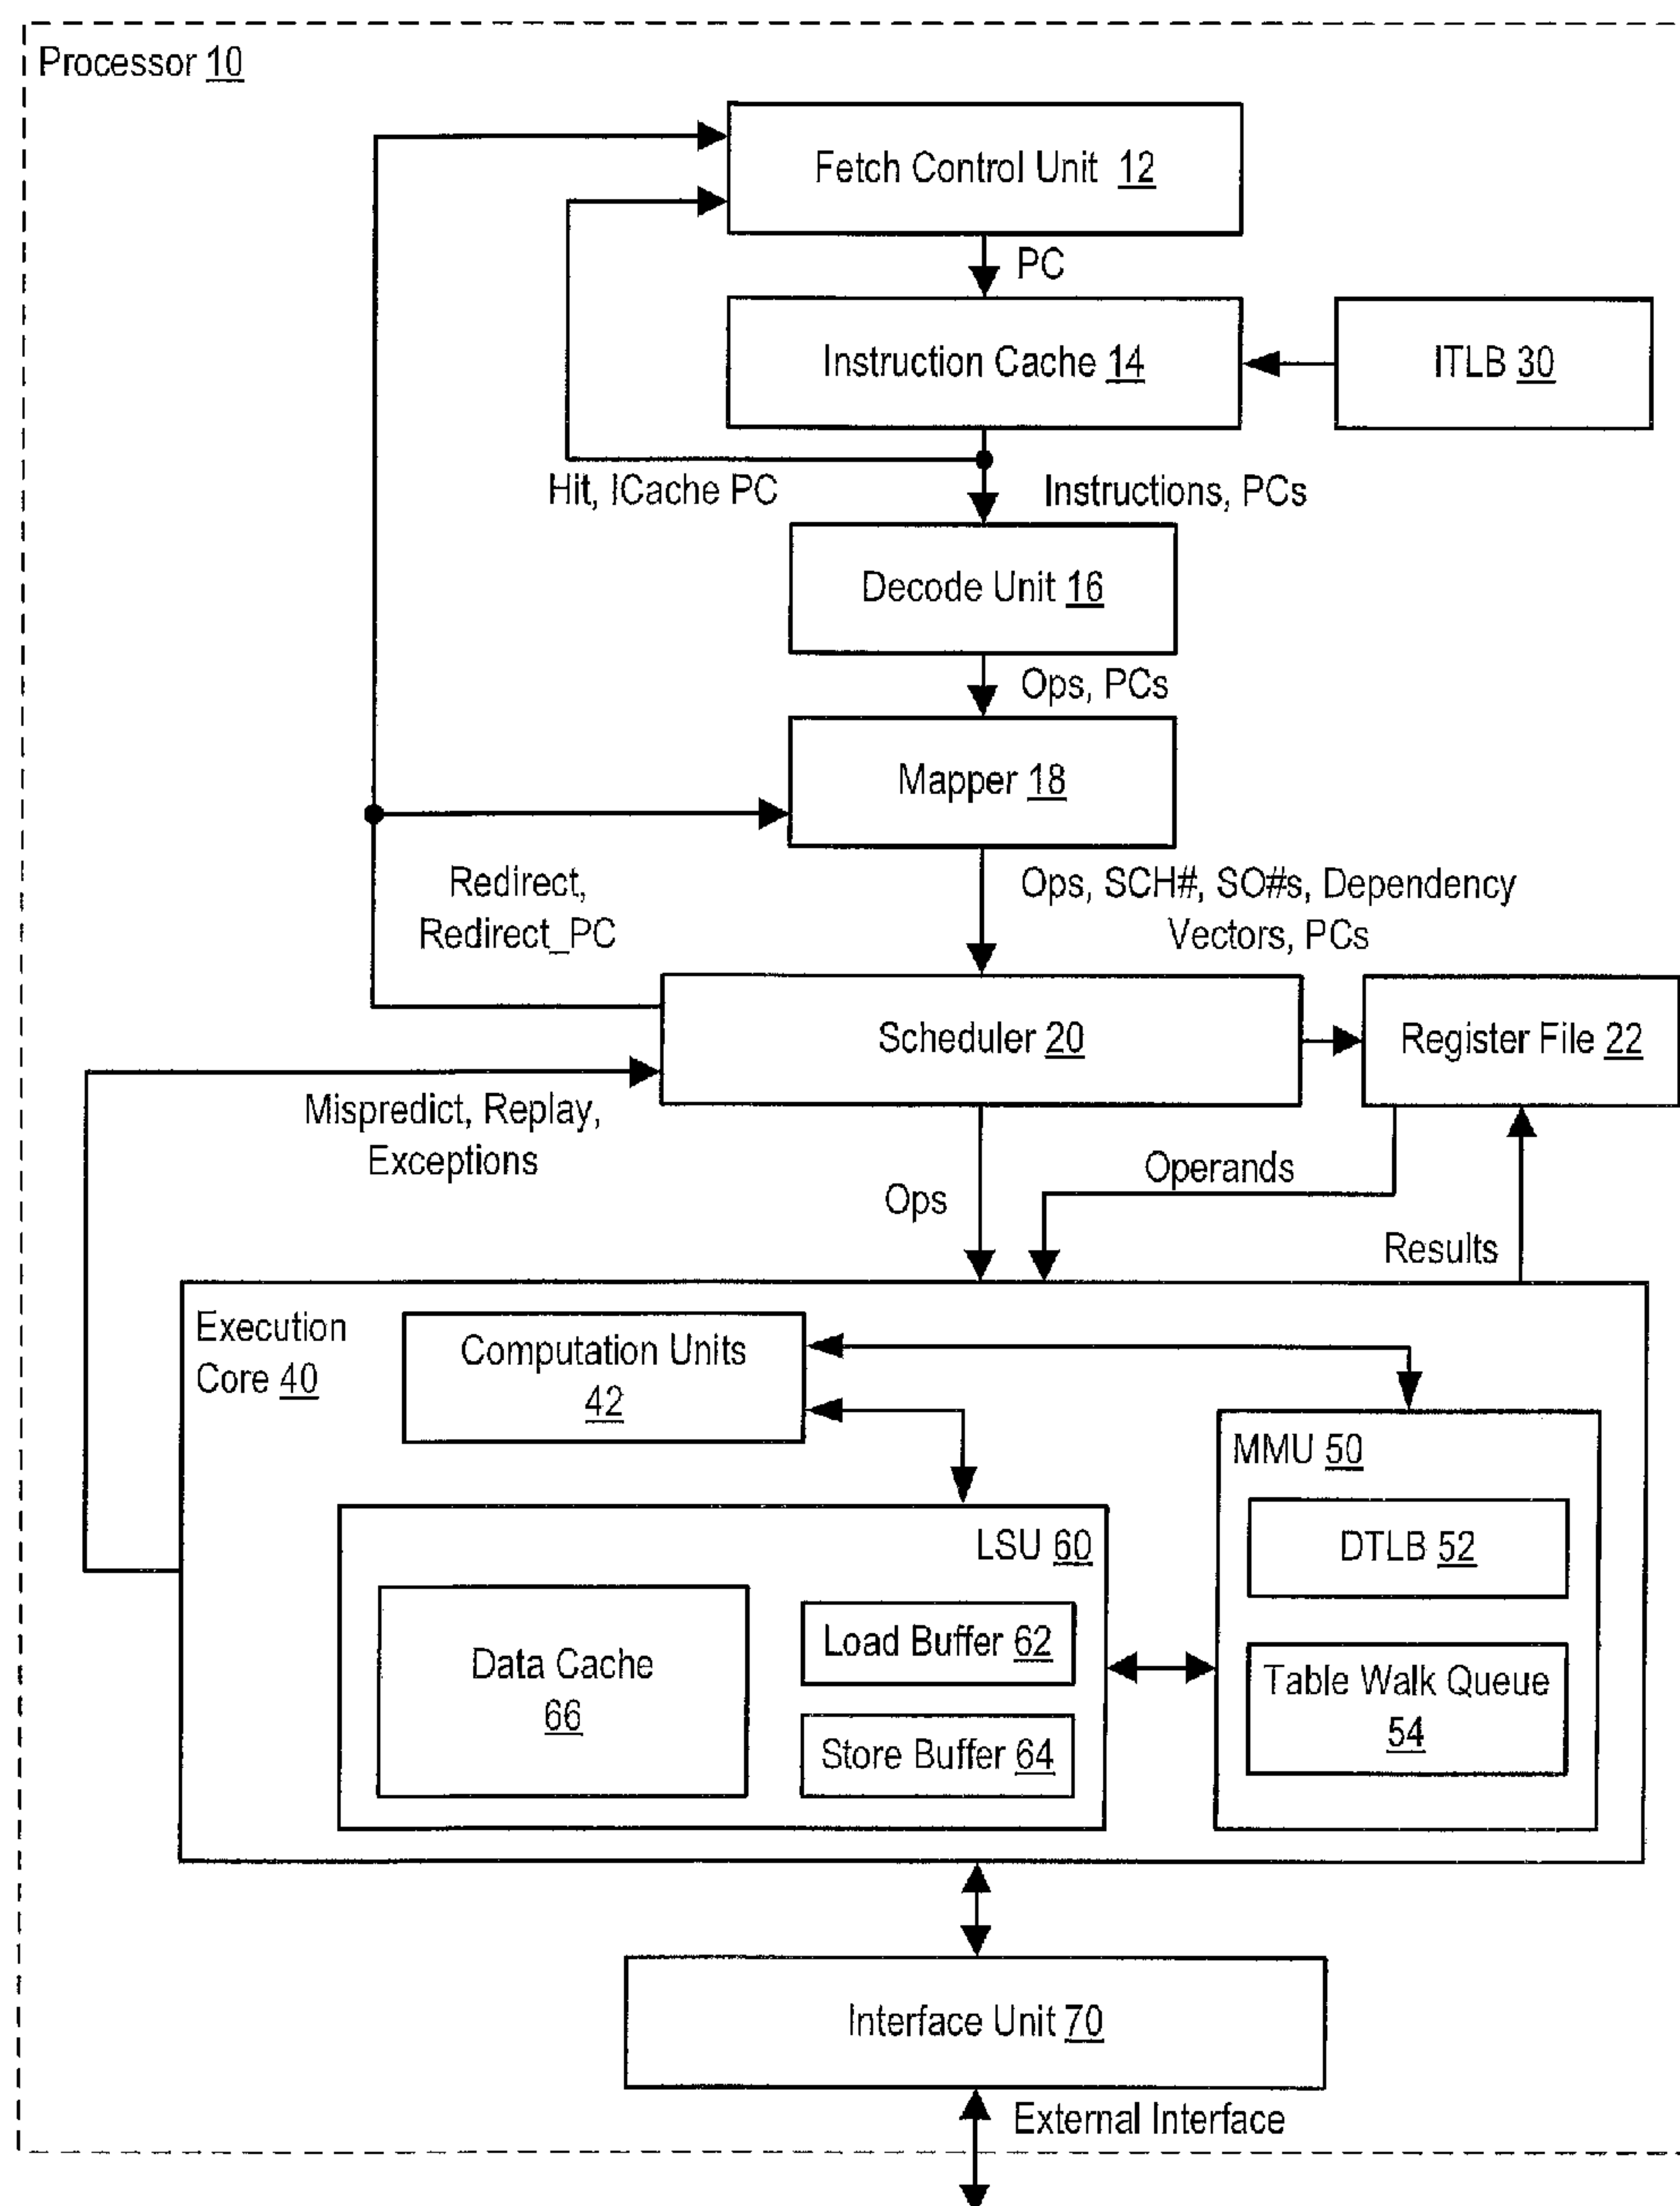 Processor 10
Fetch Control Unit 12
PC
Instruction Cache 14
ITLB 30
Hit, ICache PC
Instructions, PCs
Decode Unit 16
Ops, PCs
Mapper 18
Redirect,
Redirect_PC
Ops, SCH#, SO#s, Dependency
Vectors, PCs
Scheduler 20
Register File 22
Mispredict, Replay,
Exceptions
Ops
Operands
Results
Execution
Core 40
Computation Units
42
MMU 50
DTLB 52
Table Walk Queue
54
LSU 60
Data Cache
66
Load Buffer 62
Store Buffer 64
Interface Unit 70
External Interface